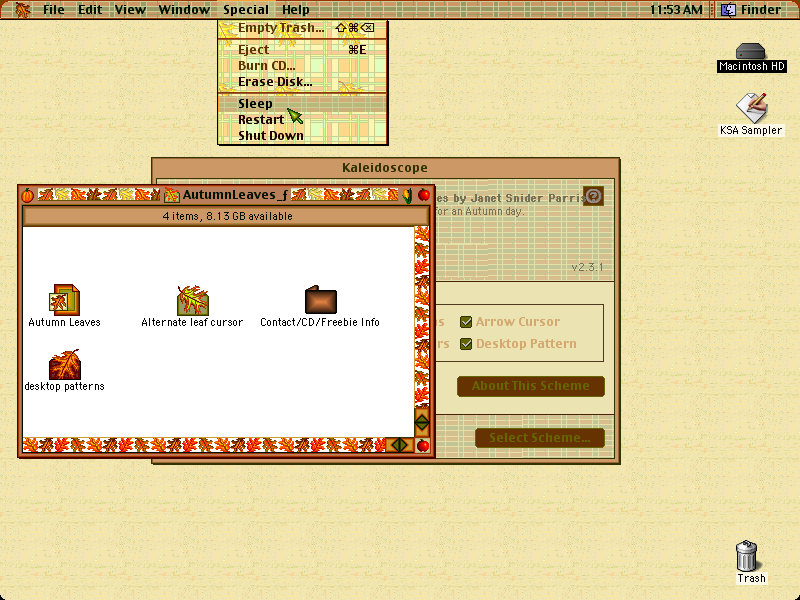 File Edit View Window Special Help 11:53 AM Finder
Empty Trash... ⇧⌘⌫
Eject ⌘E
Burn CD...
Erase Disk...
Sleep
Restart
Shut Down
Macintosh HD
KSA Sampler
Kaleidoscope
AutumnLeaves_ƒ
4 items, 8.13 GB available
es by Janet Snider Parris
for an Autumn day.
v2.3.1
Autumn Leaves
Alternate leaf cursor
Contact/CD/Freebie Info
desktop patterns
Arrow Cursor
rs Desktop Pattern
About This Scheme
Select Scheme...
Trash